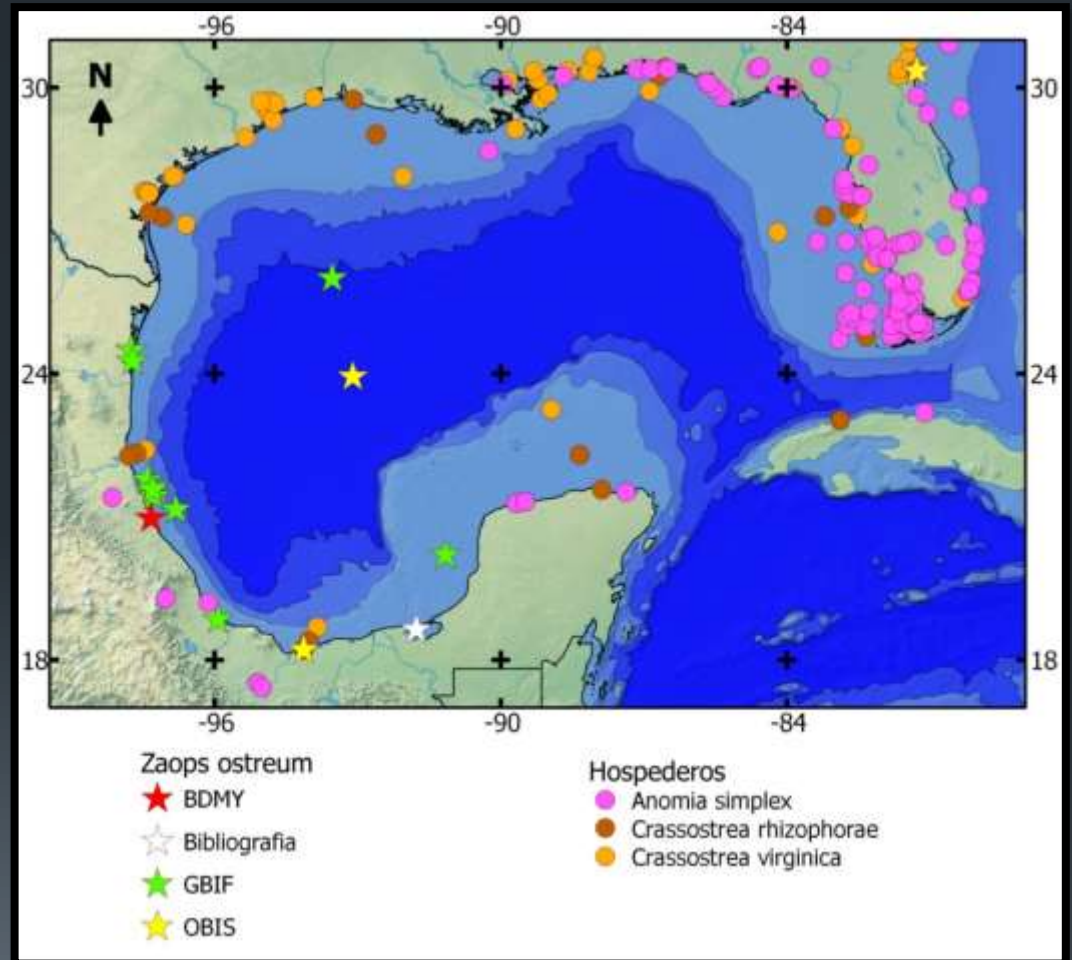 -96 -90 -84
N
30 30
24 24
18 18
-96 -90 -84
Zaops ostreum
BDMY
Bibliografia
GBIF
OBIS
Hospederos
Anomia simplex
Crassostrea rhizophorae
Crassostrea virginica